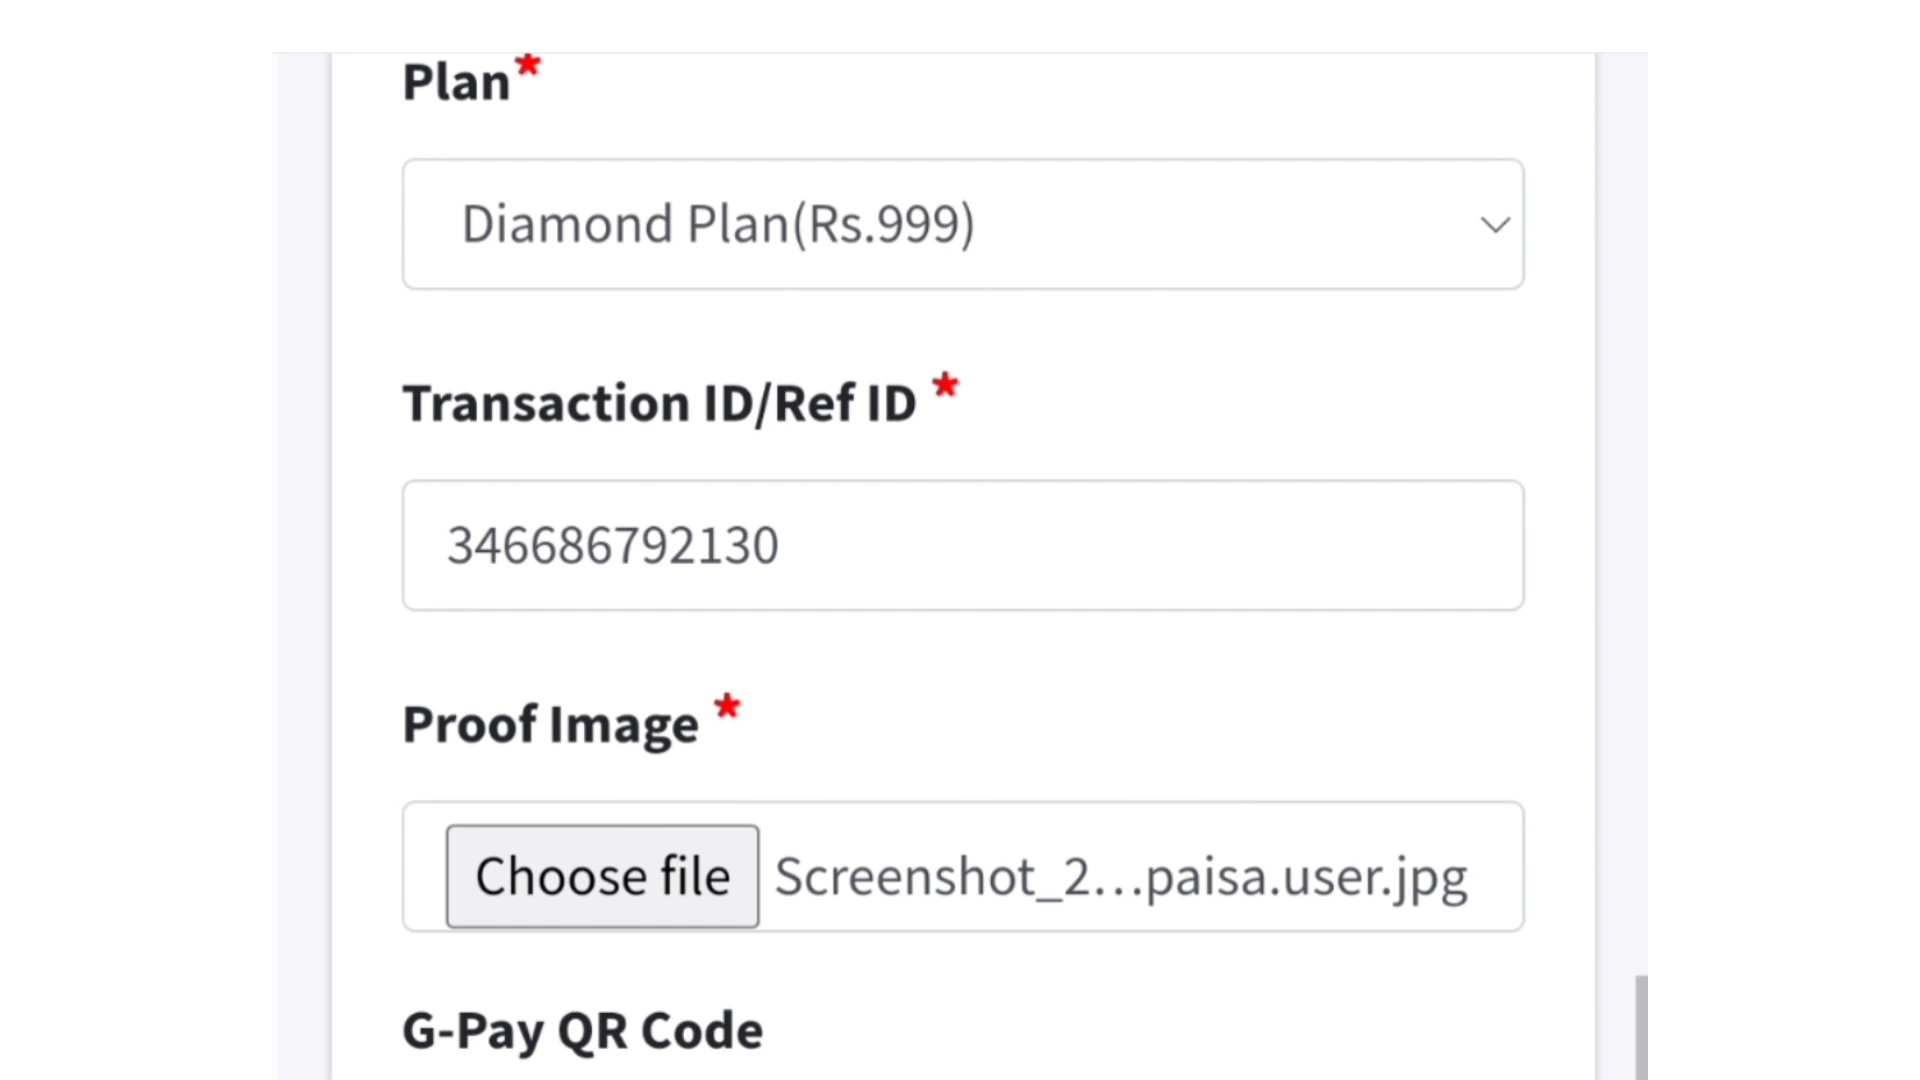 Plan*
Diamond Plan(Rs.999)
Transaction ID/Ref ID *
346686792130
Proof Image *
Choose file Screenshot_2...paisa.user.jpg
G-Pay QR Code